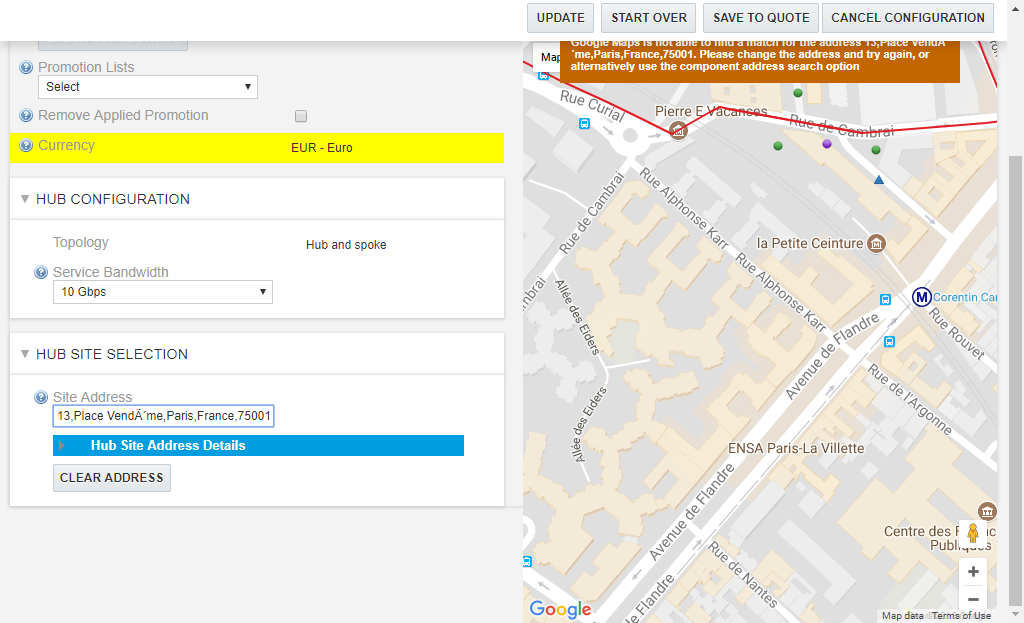 UPDATE
START OVER
SAVE TO QUOTE
CANCEL CONFIGURATION
Promotion Lists
Select
Remove Applied Promotion
Currency
EUR - Euro
HUB CONFIGURATION
Topology
Hub and spoke
Service Bandwidth
10 Gbps
HUB SITE SELECTION
Site Address
13,Place VendÃ´me,Paris,France,75001
Hub Site Address Details
CLEAR ADDRESS
Map
Google Maps is not able to find a match for the address 13,Place VendÃ
´me,Paris,France,75001. Please change the address and try again, or
alternatively use the component address search option
Rue Curial
Pierre E Vacances
Rue de Cambrai
Rue de Cambrai
Rue Alphonse Karr
la Petite Ceinture
Rue Alphonse Karr
M
Corentin Car
Allée des Eiders
Avenue de Flandre
Rue Rouvet
Rue de l'Argonne
Allée des Eiders
ENSA Paris-La Villette
Avenue de Flandre
Centre des F
Publiques
Rue de Nantes
de Flandre
Google
Map data
Terms of Use